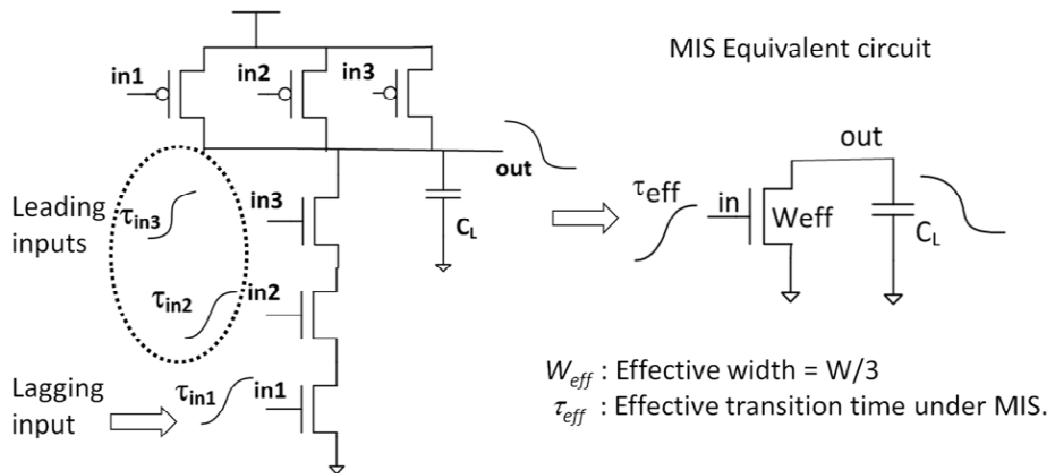 MIS Equivalent circuit
in1
in2
in3
out
Leading
inputs
τin3
in3
CL
τin2
in2
Lagging
input
τin1
in1
τeff
in
Weff
out
CL
Weff : Effective width = W/3
τeff : Effective transition time under MIS.